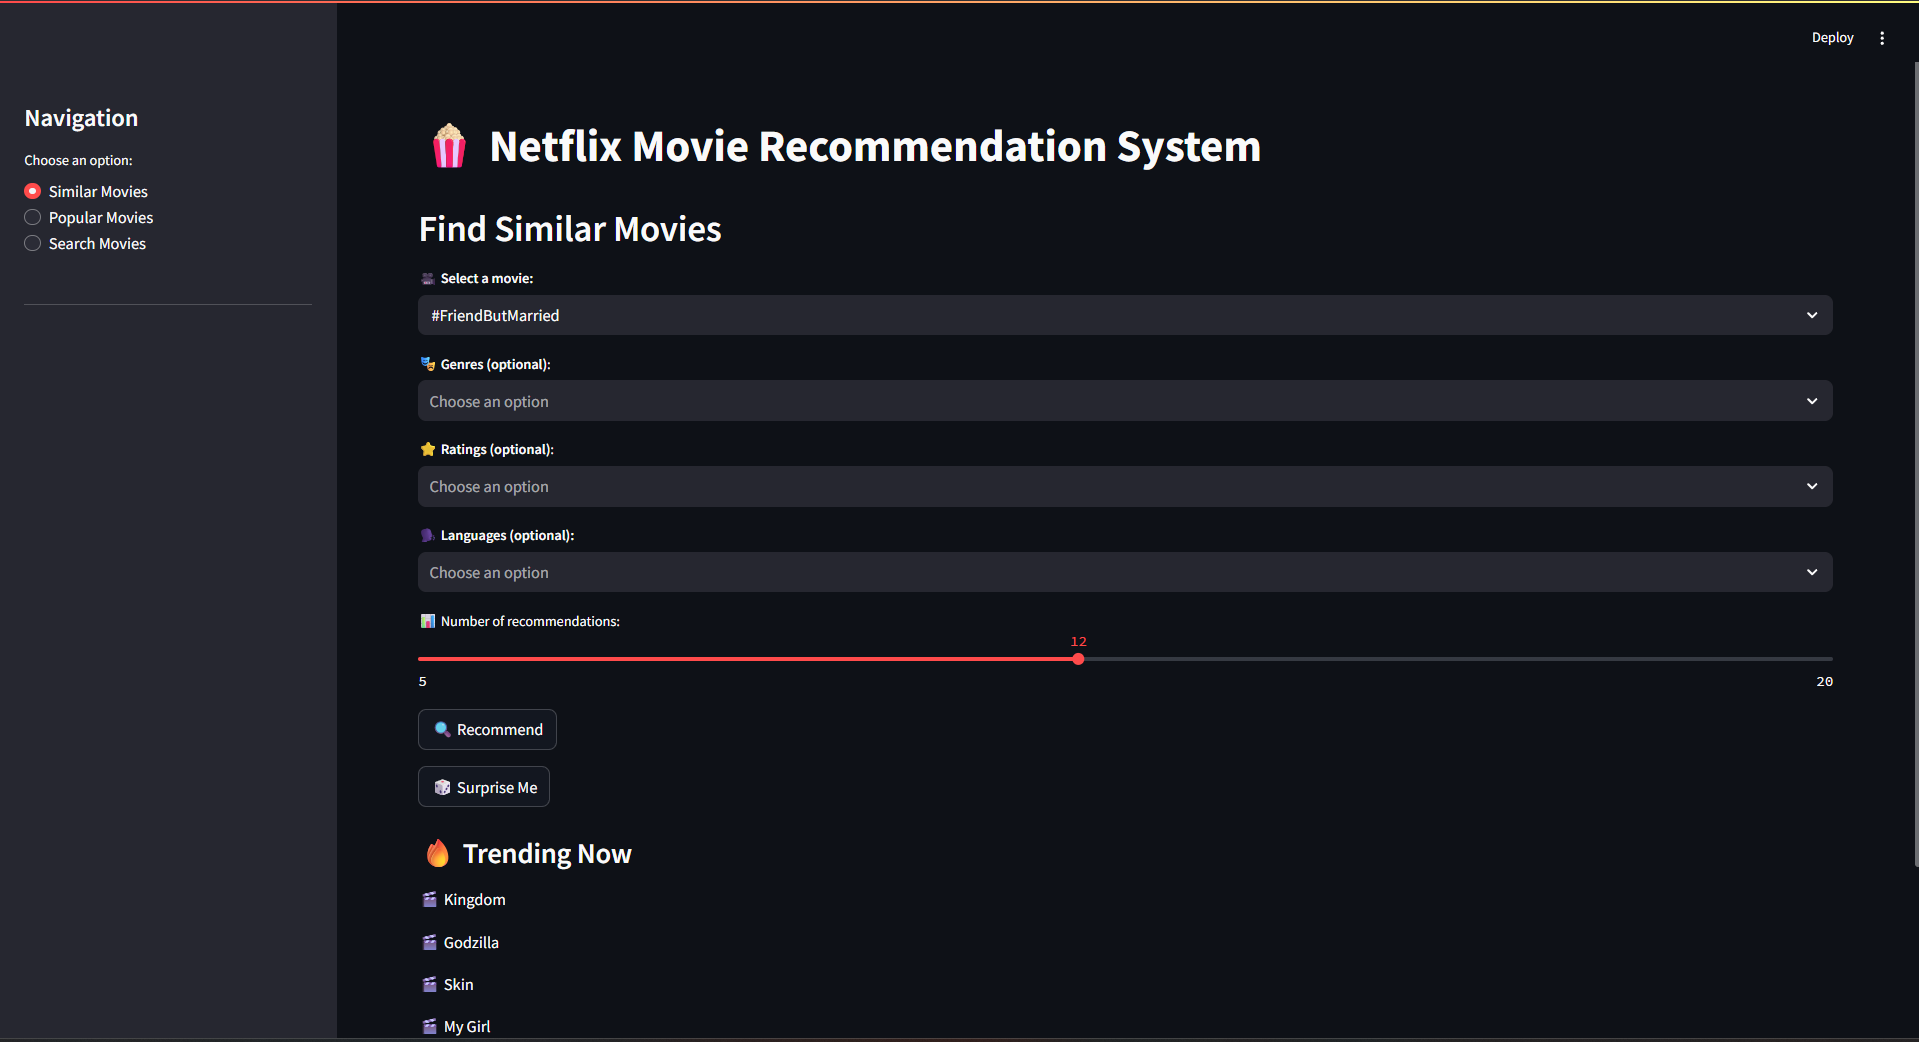 Deploy
Navigation
Choose an option:
Similar Movies
Popular Movies
Search Movies
Netflix Movie Recommendation System
Find Similar Movies
Select a movie:
#FriendButMarried
Genres (optional):
Choose an option
Ratings (optional):
Choose an option
Languages (optional):
Choose an option
Number of recommendations:
12
5
20
Recommend
Surprise Me
Trending Now
Kingdom
Godzilla
Skin
My Girl